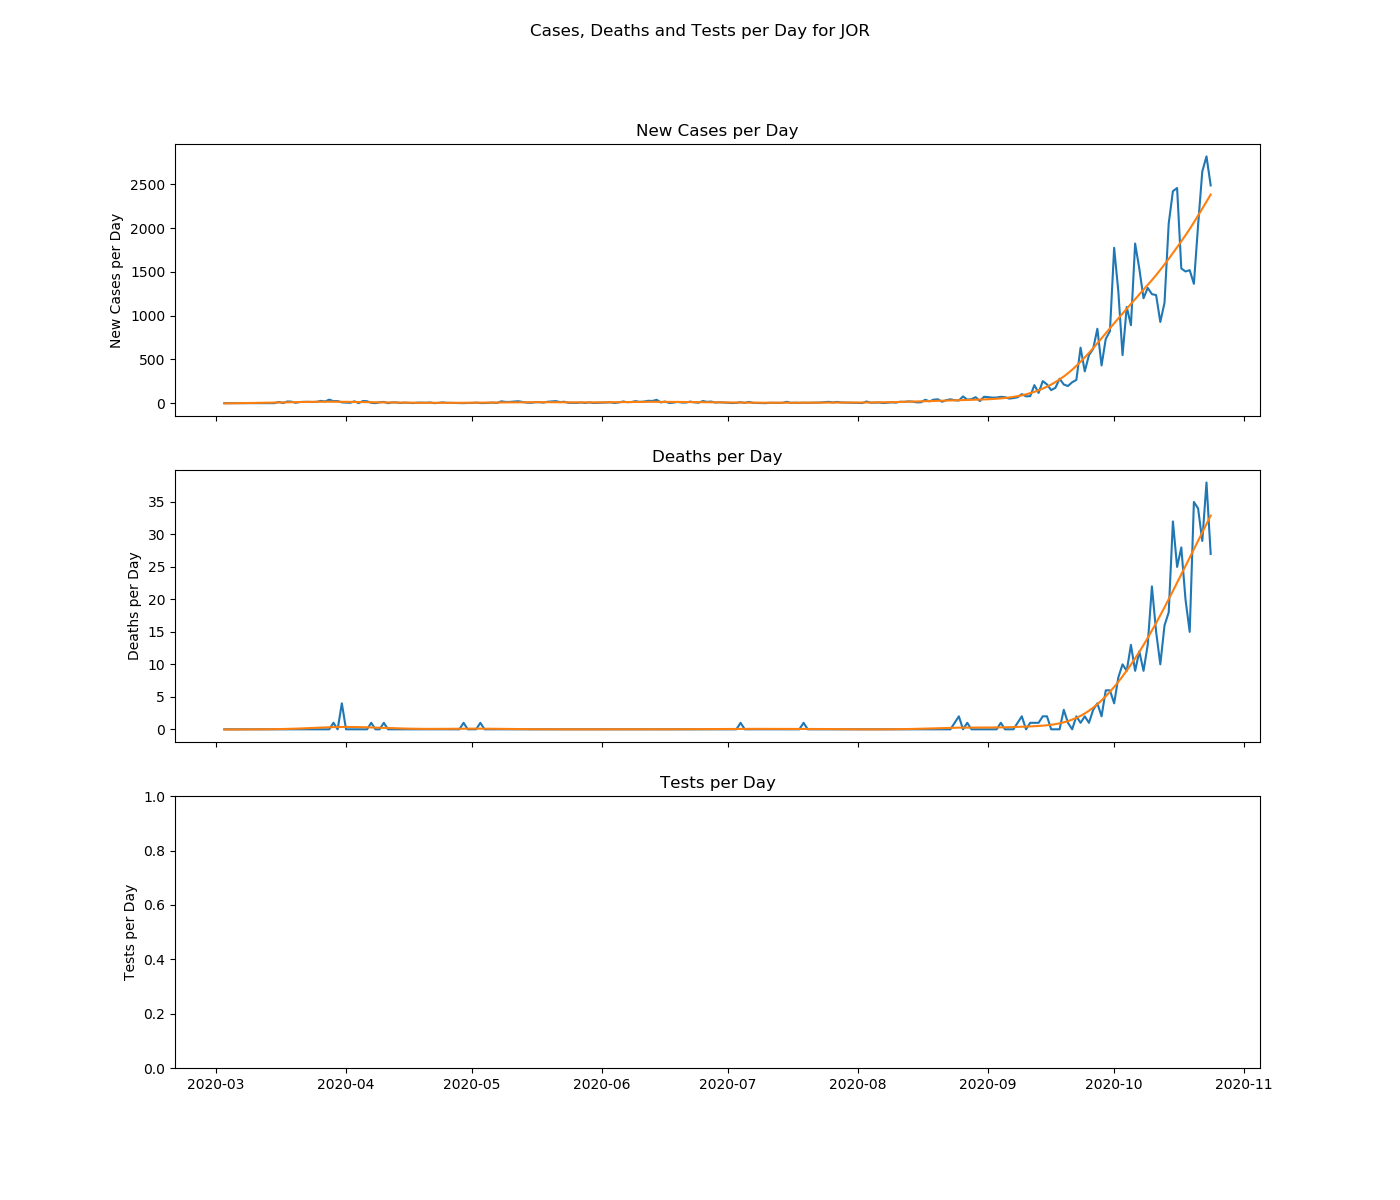 Cases, Deaths and Tests per Day for JOR
New Cases per Day
New Cases per Day
2500
2000
1500
1000
500
0
Deaths per Day
Deaths per Day
35
30
25
20
15
10
5
0
Tests per Day
Tests per Day
1.0
0.8
0.6
0.4
0.2
0.0
2020-03 2020-04 2020-05 2020-06 2020-07 2020-08 2020-09 2020-10 2020-11